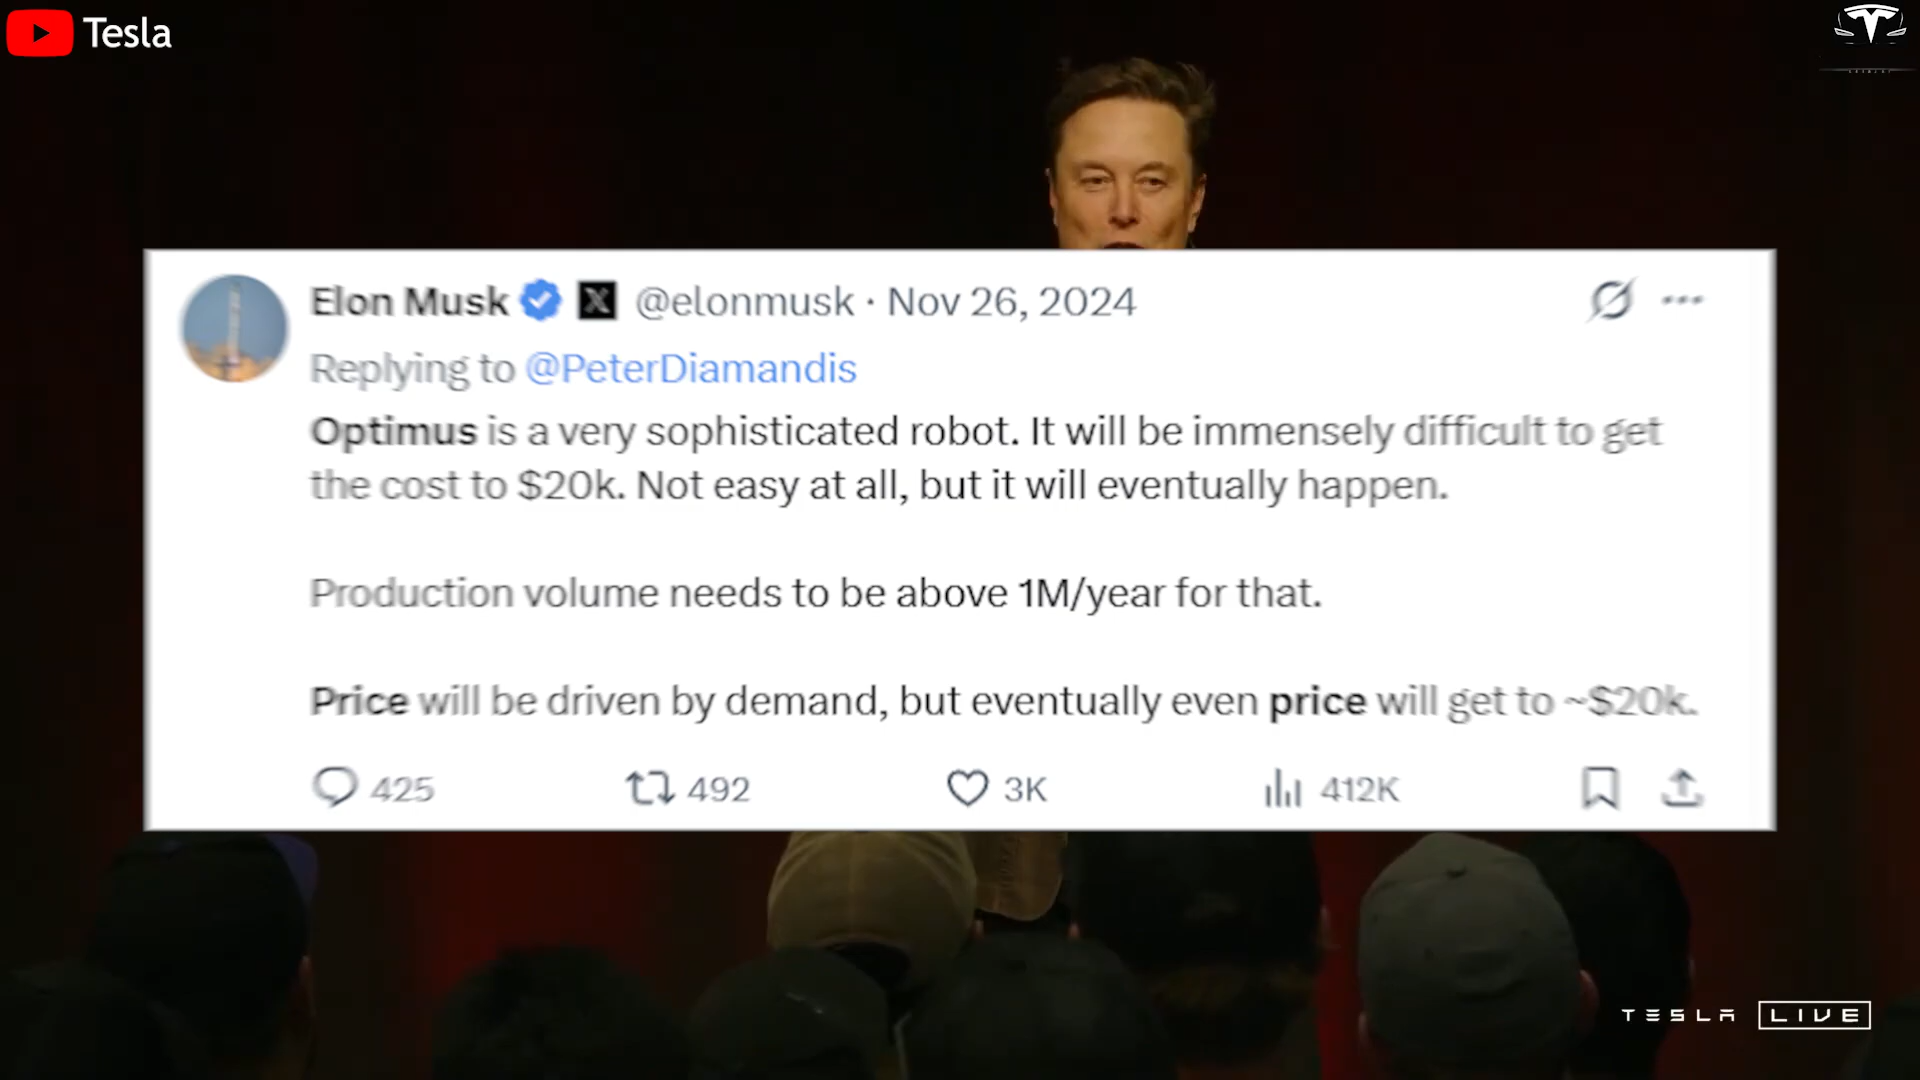 Tesla
Elon Musk @elonmusk · Nov 26, 2024
Replying to @PeterDiamandis
Optimus is a very sophisticated robot. It will be immensely difficult to get
the cost to $20k. Not easy at all, but it will eventually happen.
Production volume needs to be above 1M/year for that.
Price will be driven by demand, but eventually even price will get to ~$20k.
425 492 3K 412K
TESLA LIVE